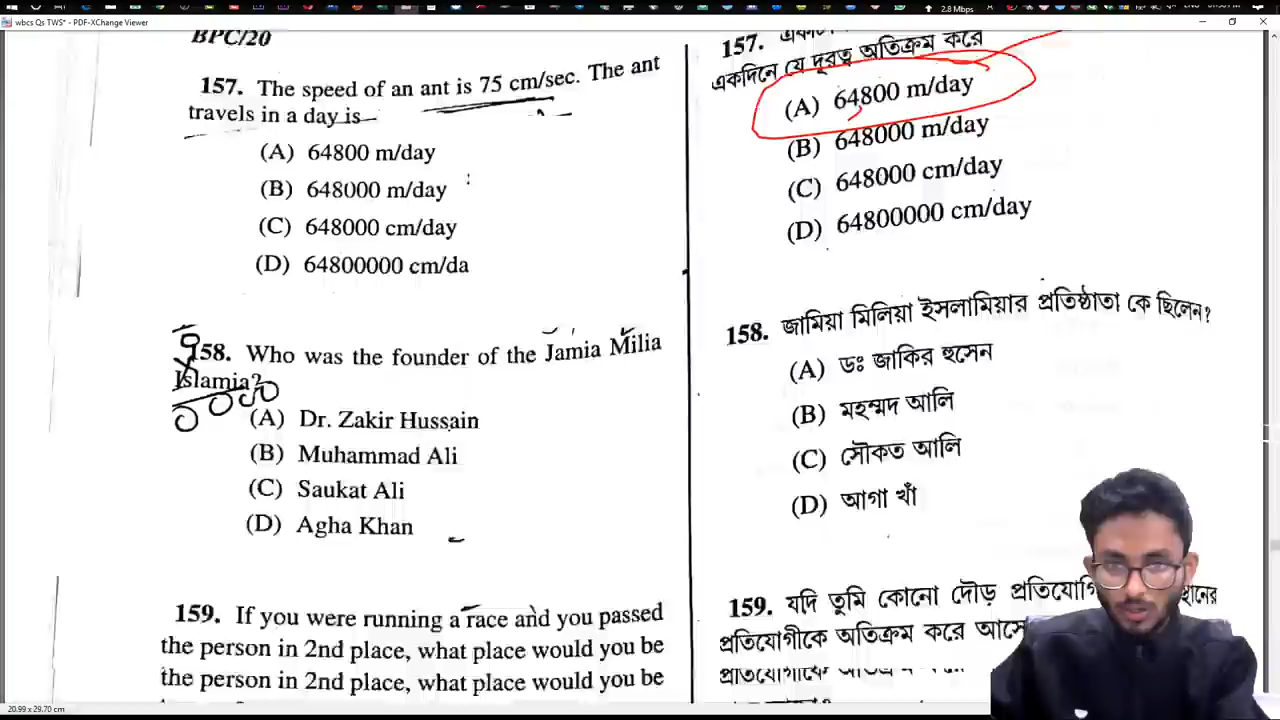 wbcs Qs TWS* - PDF-XChange Viewer
2.8 Mbps
BPC/20
157. The speed of an ant is 75 cm/sec. The ant
travels in a day is
(A) 64800 m/day
(B) 648000 m/day
(C) 648000 cm/day
(D) 64800000 cm/da
158. Who was the founder of the Jamia Milia
Islamia?
(A) Dr. Zakir Hussain
(B) Muhammad Ali
(C) Saukat Ali
(D) Agha Khan
159. If you were running a race and you passed
the person in 2nd place, what place would you be
the person in 2nd place, what place would you be
157.
একদিনে যে দূরত্ব অতিক্রম করে
(A) 64800 m/day
(B) 648000 m/day
(C) 648000 cm/day
(D) 64800000 cm/day
158. জামিয়া মিলিয়া ইসলামিয়ার প্রতিষ্ঠাতা কে ছিলেন?
(A) ডঃ জাকির হুসেন
(B) মহম্মদ আলি
(C) সৌকত আলি
(D) আগা খাঁ
159. যদি তুমি কোনো দৌড়
প্রতিযোগীকে অতিক্রম করে
20.99 x 29.70 cm